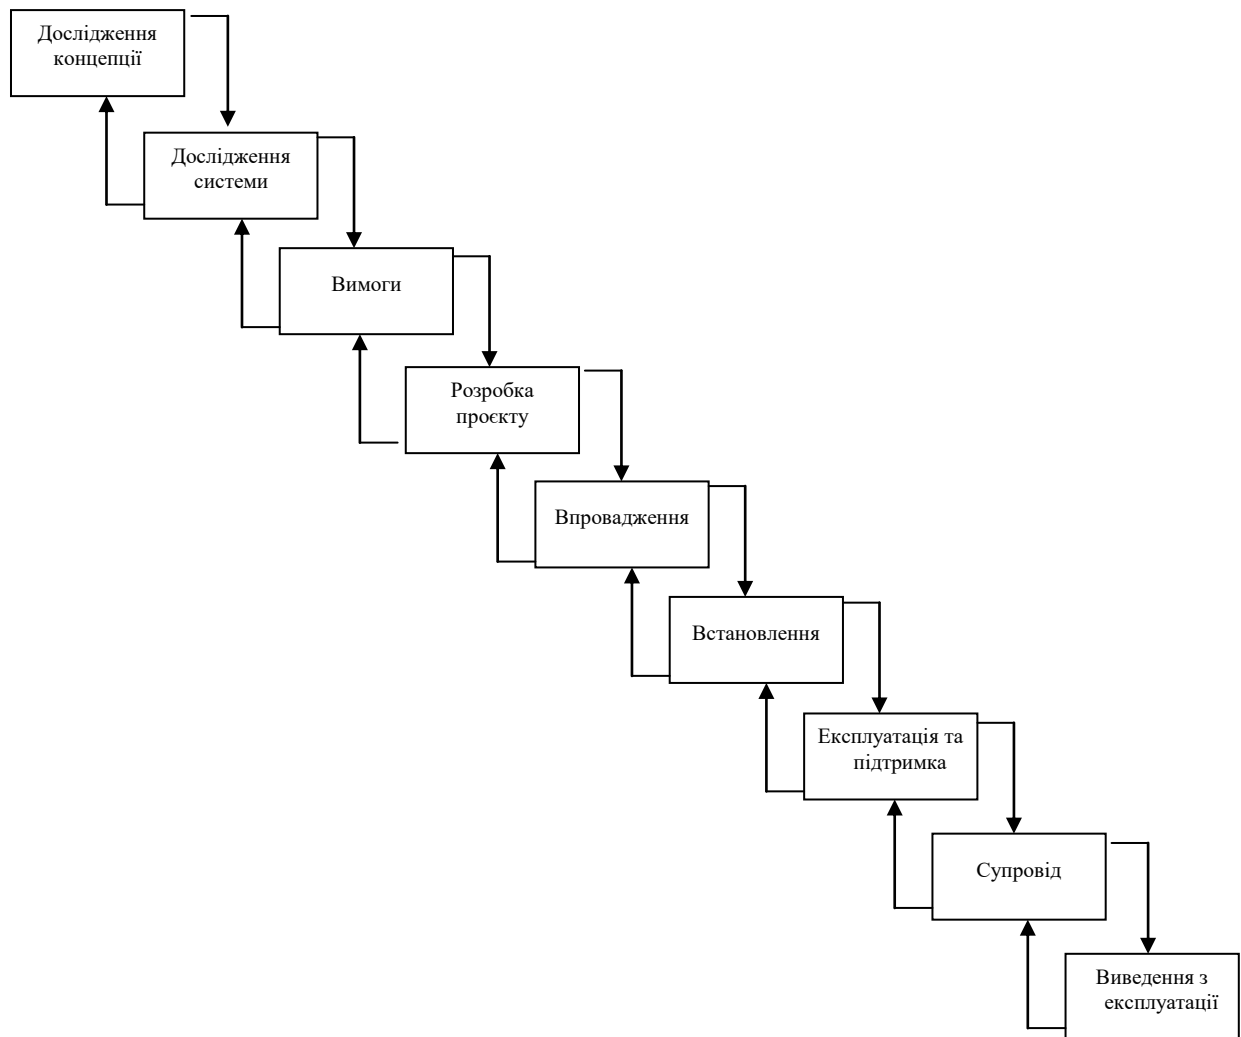 Дослідження
концепції
Дослідження
системи
Вимоги
Розробка
проєкту
Впровадження
Встановлення
Експлуатація та
підтримка
Супровід
Виведення з
експлуатації